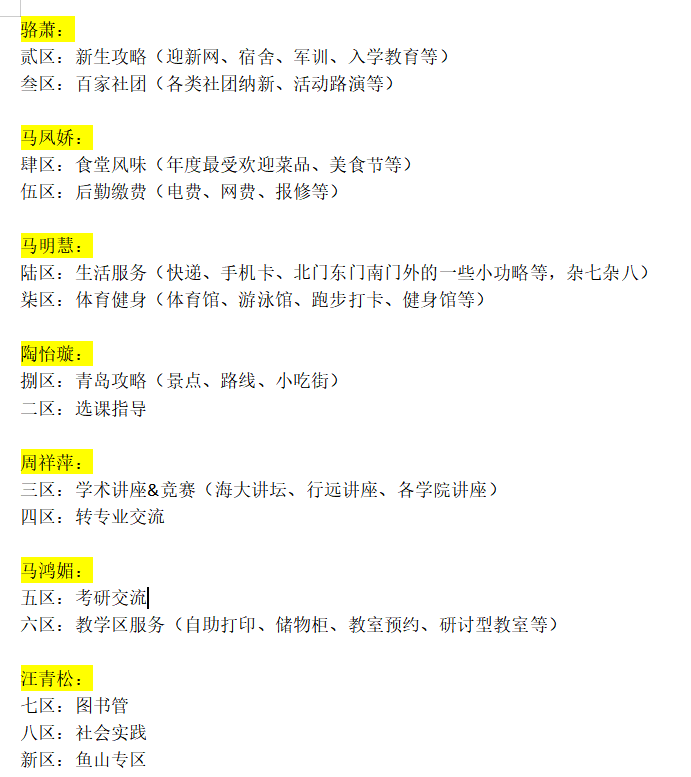 骆萧：
贰区：新生攻略（迎新网、宿舍、军训、入学教育等）
叁区：百家社团（各类社团纳新、活动路演等）
马凤娇：
肆区：食堂风味（年度最受欢迎菜品、美食节等）
伍区：后勤缴费（电费、网费、报修等）
马明慧：
陆区：生活服务（快递、手机卡、北门东门南门外的一些小功略等，杂七杂八）
柒区：体育健身（体育馆、游泳馆、跑步打卡、健身馆等）
陶怡璇：
捌区：青岛攻略（景点、路线、小吃街）
二区：选课指导
周祥萍：
三区：学术讲座&竞赛（海大讲坛、行远讲座、各学院讲座）
四区：转专业交流
马鸿媚：
五区：考研交流
六区：教学区服务（自助打印、储物柜、教室预约、研讨型教室等）
汪青松：
七区：图书管
八区：社会实践
新区：鱼山专区